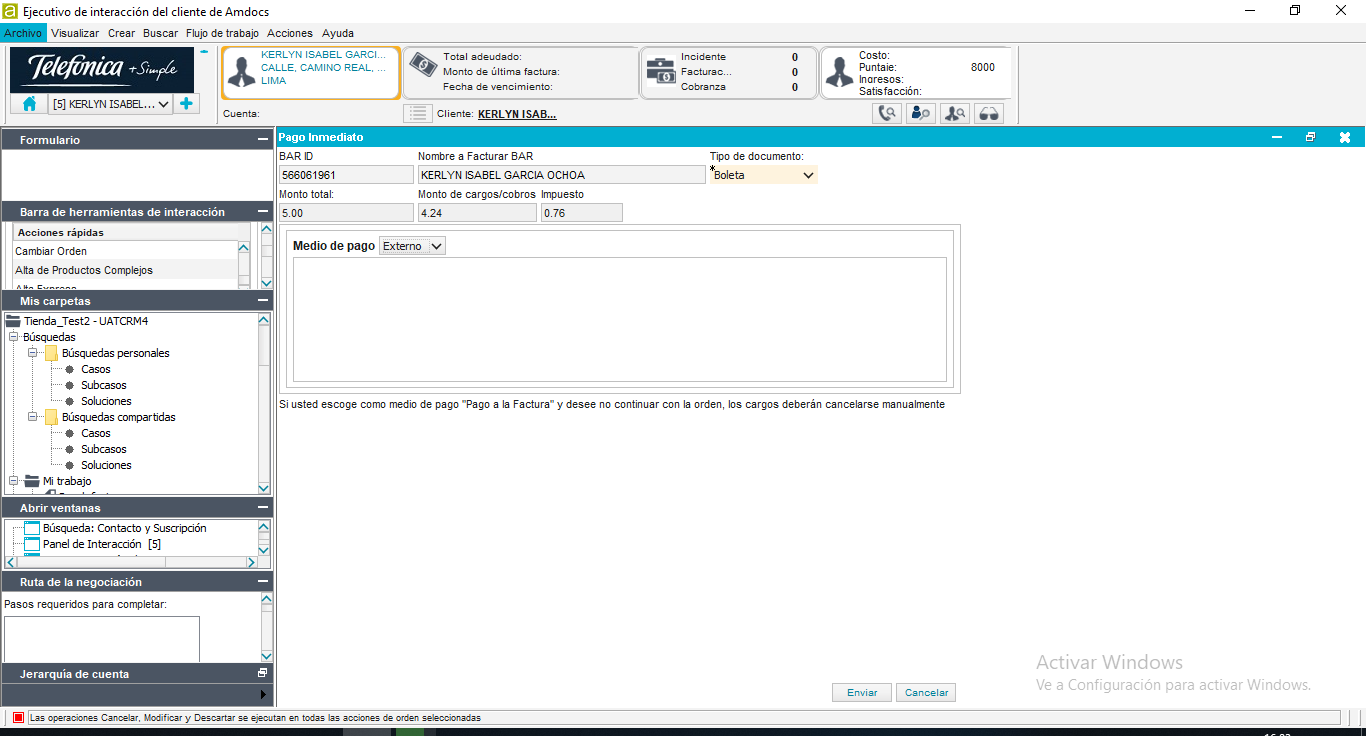 Ejecutivo de interacción del cliente de Amdocs
Archivo Visualizar Crear Buscar Flujo de trabajo Acciones Ayuda
Telefónica +Simple
[5] KERLYN ISABEL...
KERLYN ISABEL GARCI...
CALLE, CAMINO REAL, ...
LIMA
Total adeudado:
Monto de última factura:
Fecha de vencimiento:
Incidente 0
Facturac... 0
Cobranza 0
Costo:
Puntaje: 8000
Ingresos:
Satisfacción:
Cuenta:
Cliente: KERLYN ISAB...
Formulario
Barra de herramientas de interacción
Acciones rápidas
Cambiar Orden
Alta de Productos Complejos
Alta Express
Mis carpetas
Tienda_Test2 - UATCRM4
Búsquedas
Búsquedas personales
Casos
Subcasos
Soluciones
Búsquedas compartidas
Casos
Subcasos
Soluciones
Mi trabajo
Abrir ventanas
Búsqueda: Contacto y Suscripción
Panel de Interacción [5]
Ruta de la negociación
Pasos requeridos para completar:
Jerarquía de cuenta
Pago Inmediato
BAR ID Nombre a Facturar BAR Tipo de documento:
566061961 KERLYN ISABEL GARCIA OCHOA *Boleta
Monto total: Monto de cargos/cobros Impuesto
5.00 4.24 0.76
Medio de pago Externo
Si usted escoge como medio de pago "Pago a la Factura" y desee no continuar con la orden, los cargos deberán cancelarse manualmente
Activar Windows
Ve a Configuración para activar Windows.
Enviar Cancelar
Las operaciones Cancelar, Modificar y Descartar se ejecutan en todas las acciones de orden seleccionadas